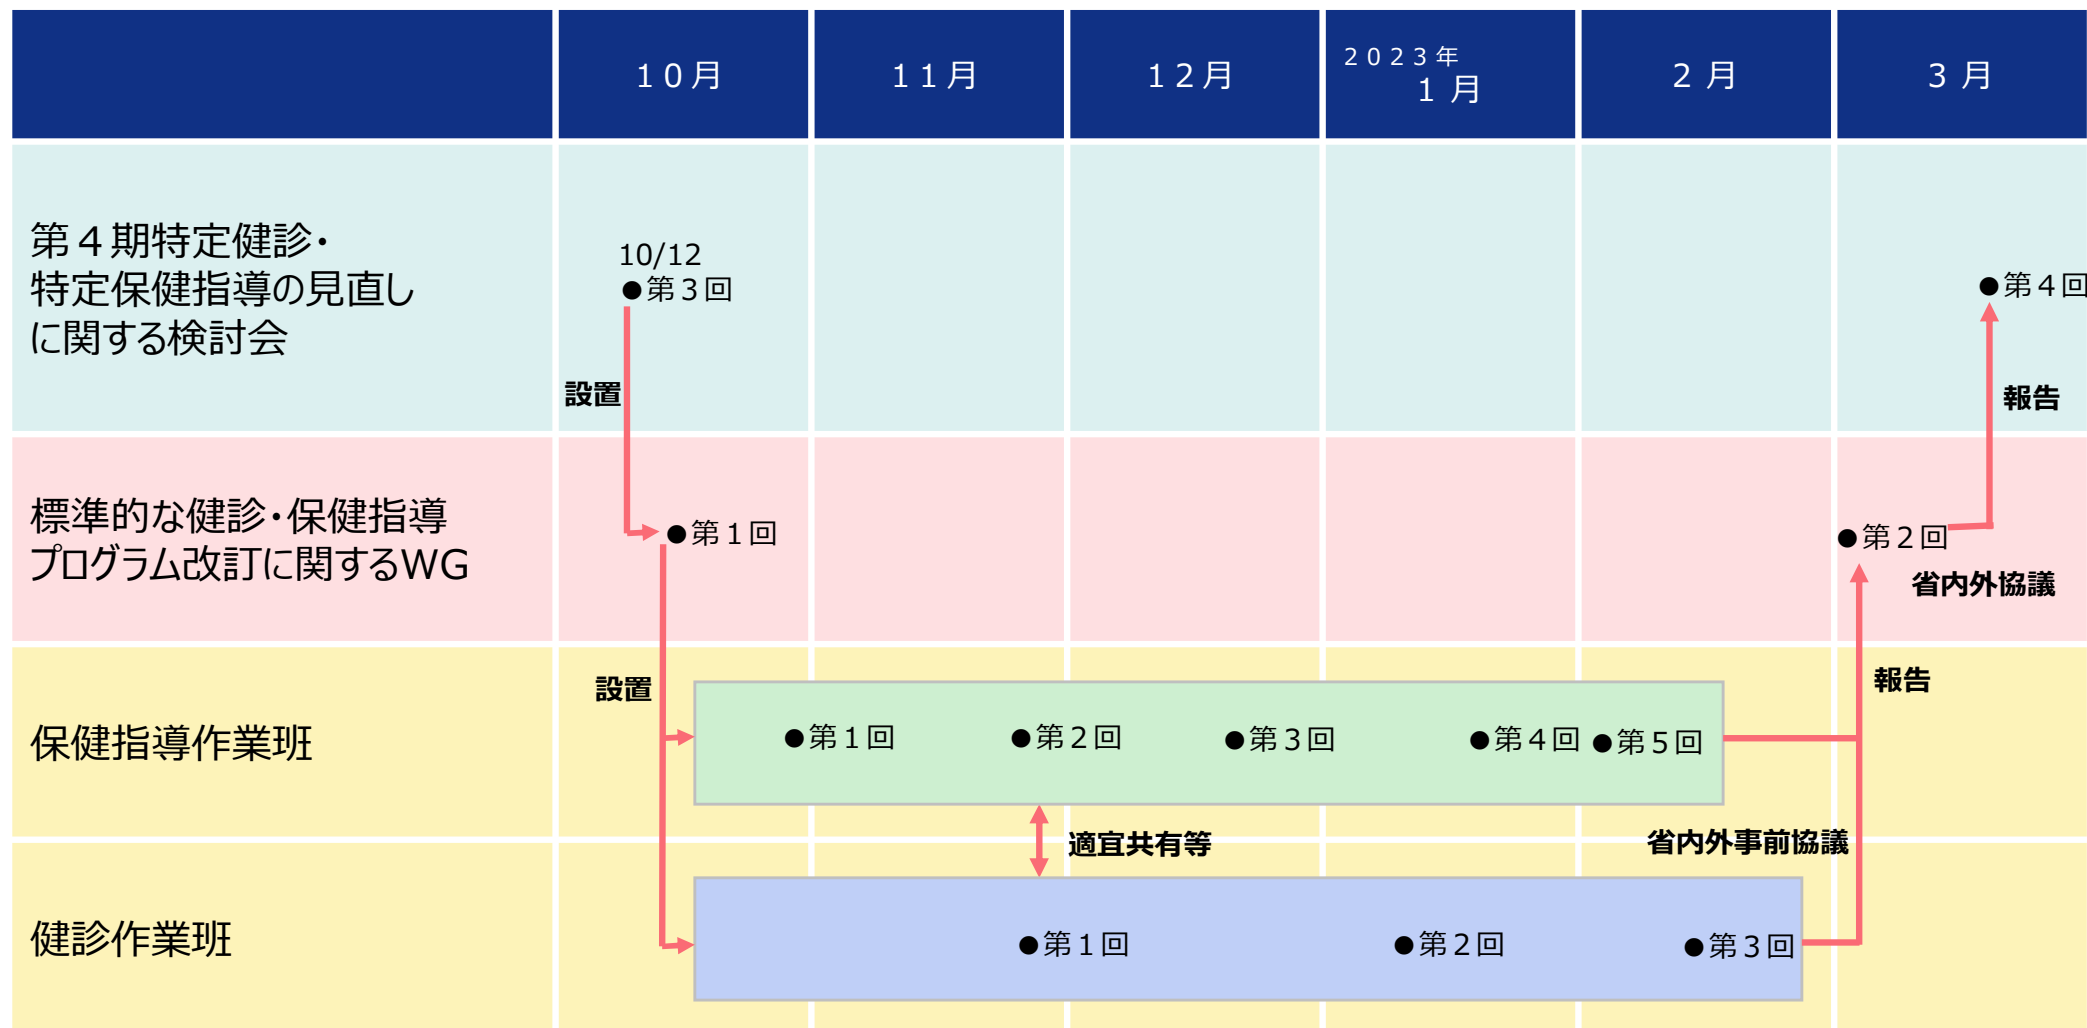 １０月
１１月
１２月
２０２３年
１月
２月
３月
第４期特定健診・
特定保健指導の見直し
に関する検討会
10/12
●第３回
●第４回
設置
報告
標準的な健診・保健指導
プログラム改訂に関するWG
●第１回
●第２回
省内外協議
設置
報告
保健指導作業班
●第１回
●第２回
●第３回
●第４回
●第５回
適宜共有等
省内外事前協議
健診作業班
●第１回
●第２回
●第３回